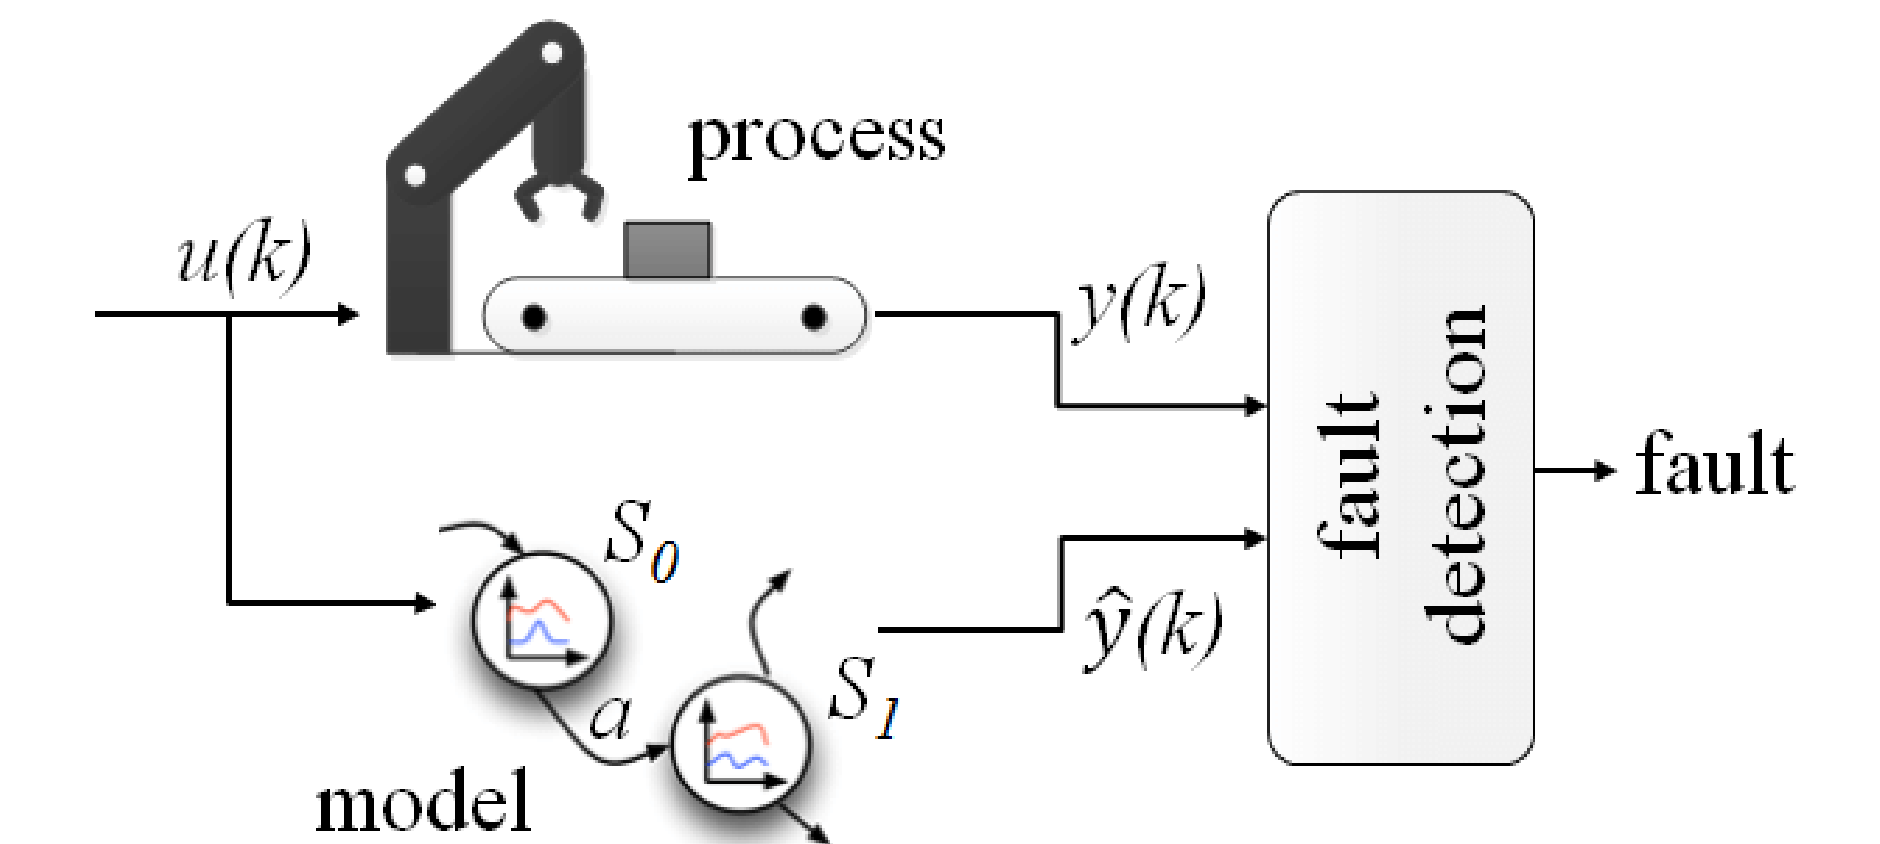 process
u(k)
y(k)
fault
detection
fault
S₀
ŷ(k)
a
S₁
model